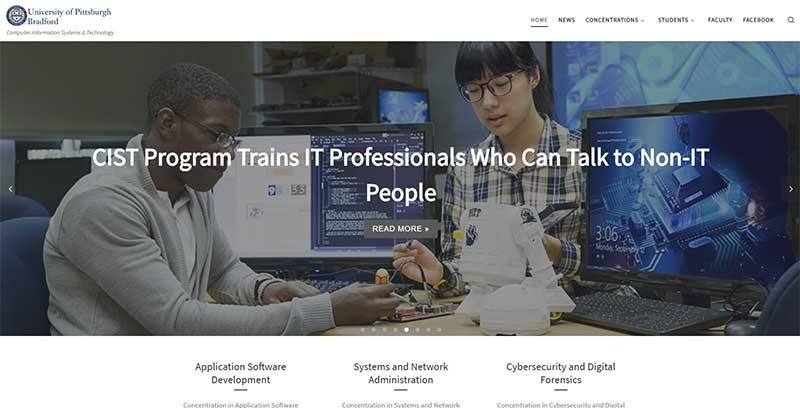 University of Pittsburgh
Bradford
Computer Information Systems & Technology
HOME NEWS CONCENTRATIONS STUDENTS FACULTY FACEBOOK
CIST Program Trains IT Professionals Who Can Talk to Non-IT
People
READ MORE »
3:06
Application Software
Development
Systems and Network
Administration
Cybersecurity and Digital
Forensics
Concentration in Application Software
Concentration in Systems and Network
Concentration in Cybersecurity and Digital